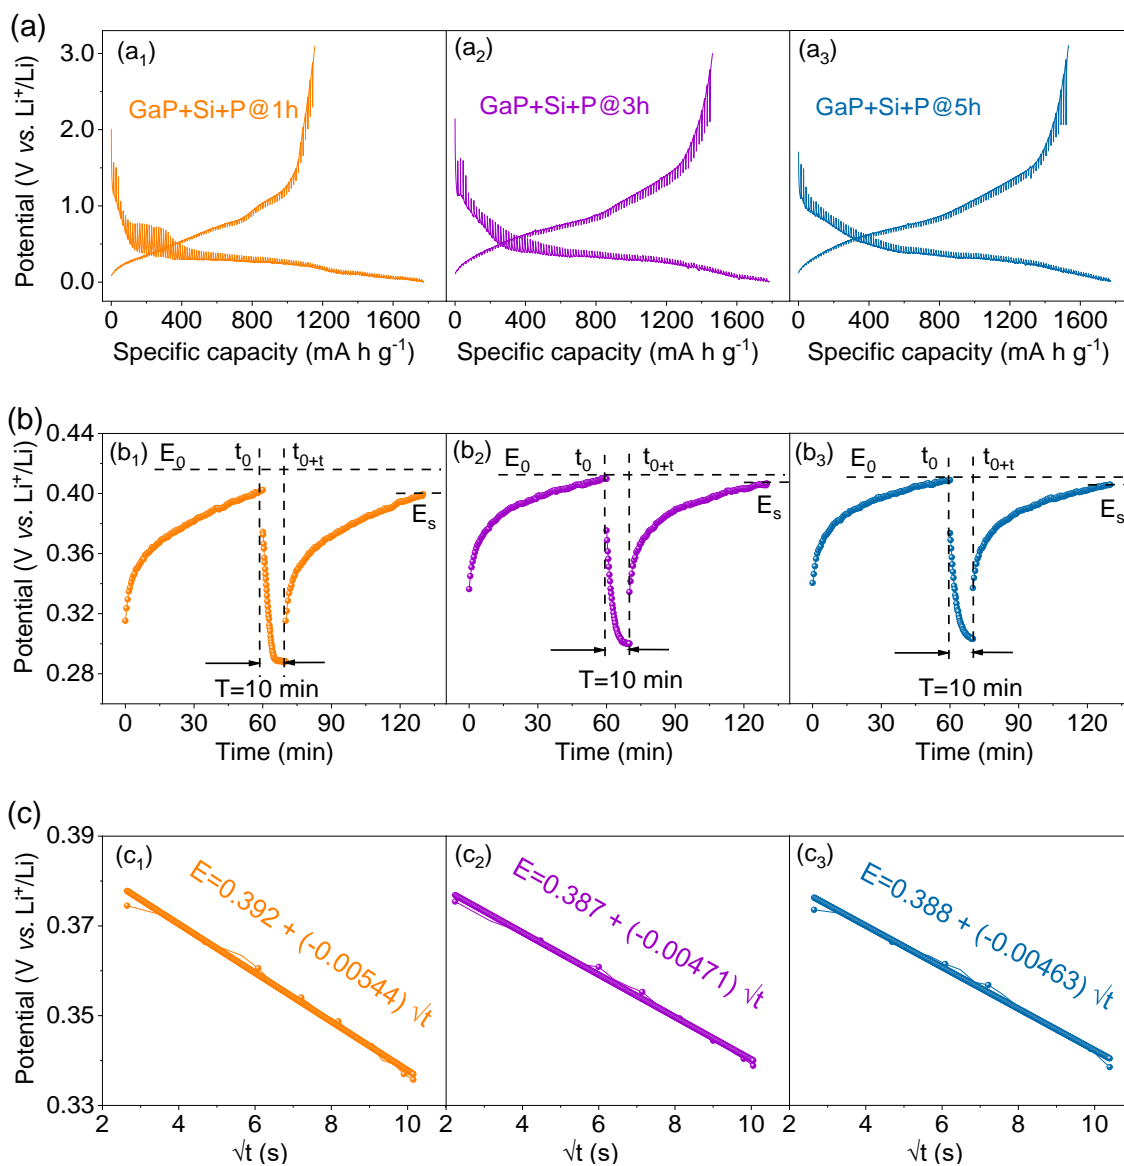 (a)
(a₁)
(a₂)
(a₃)
GaP+Si+P@1h
GaP+Si+P@3h
GaP+Si+P@5h
Potential (V vs. Li⁺/Li)
3.0
2.0
1.0
0.0
0 400 800 1200 1600
0 400 800 1200 1600
0 400 800 1200 1600
Specific capacity (mA h g⁻¹)
Specific capacity (mA h g⁻¹)
Specific capacity (mA h g⁻¹)
(b)
(b₁) E₀ t₀ t₀₊ₜ
(b₂) E₀ t₀ t₀₊ₜ
(b₃) E₀ t₀ t₀₊ₜ
Eₛ
Eₛ
Eₛ
T=10 min
T=10 min
T=10 min
Potential (V vs. Li⁺/Li)
0.44
0.40
0.36
0.32
0.28
0 30 60 90 120
0 30 60 90 120
0 30 60 90 120
Time (min)
Time (min)
Time (min)
(c)
(c₁)
(c₂)
(c₃)
E=0.392 + (-0.00544) √t
E=0.387 + (-0.00471) √t
E=0.388 + (-0.00463) √t
Potential (V vs. Li⁺/Li)
0.39
0.37
0.35
0.33
2 4 6 8 10
2 4 6 8 10
2 4 6 8 10
√t (s)
√t (s)
√t (s)